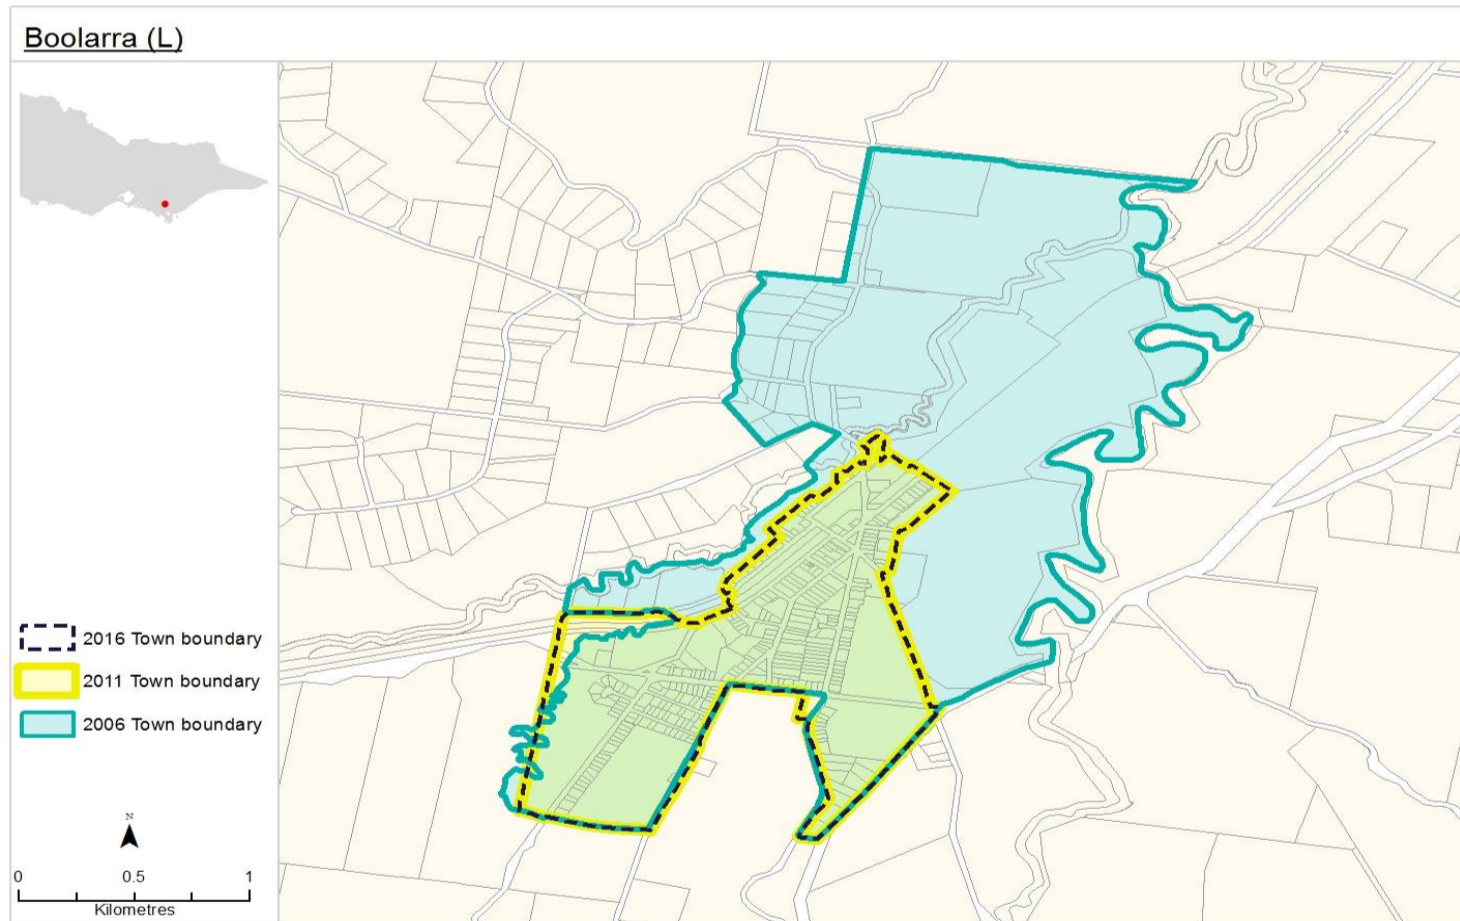 Boolarra (L)
2016 Town boundary
2011 Town boundary
2006 Town boundary
N
0 0.5 1
Kilometres